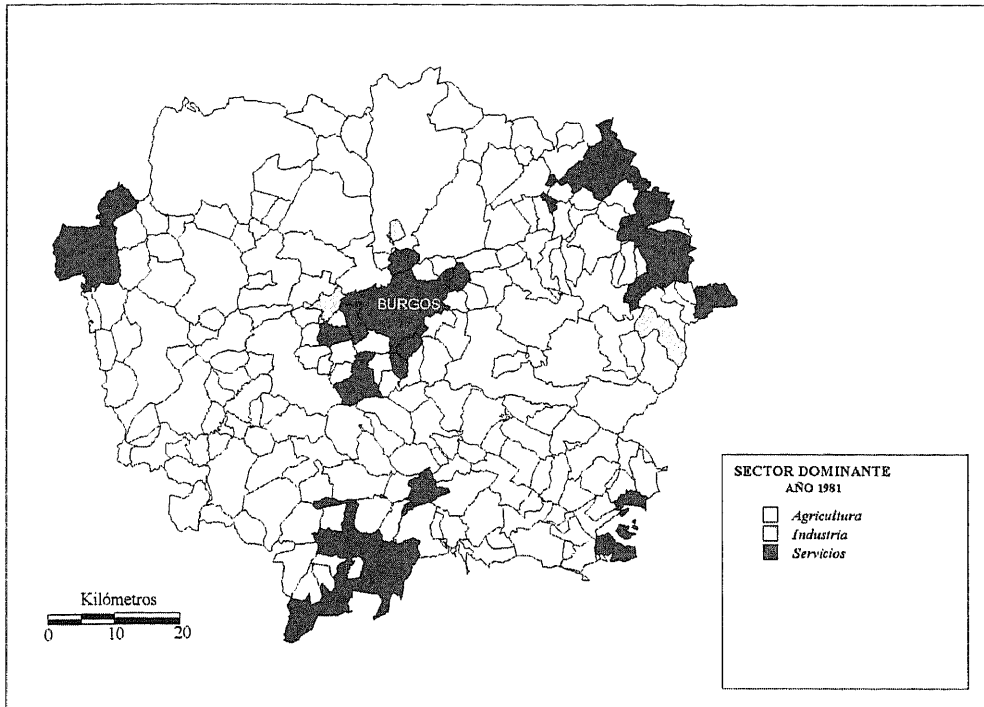 BURGOS
SECTOR DOMINANTE
AÑO 1981
Agricultura
Industria
Servicios
Kilómetros
0 10 20